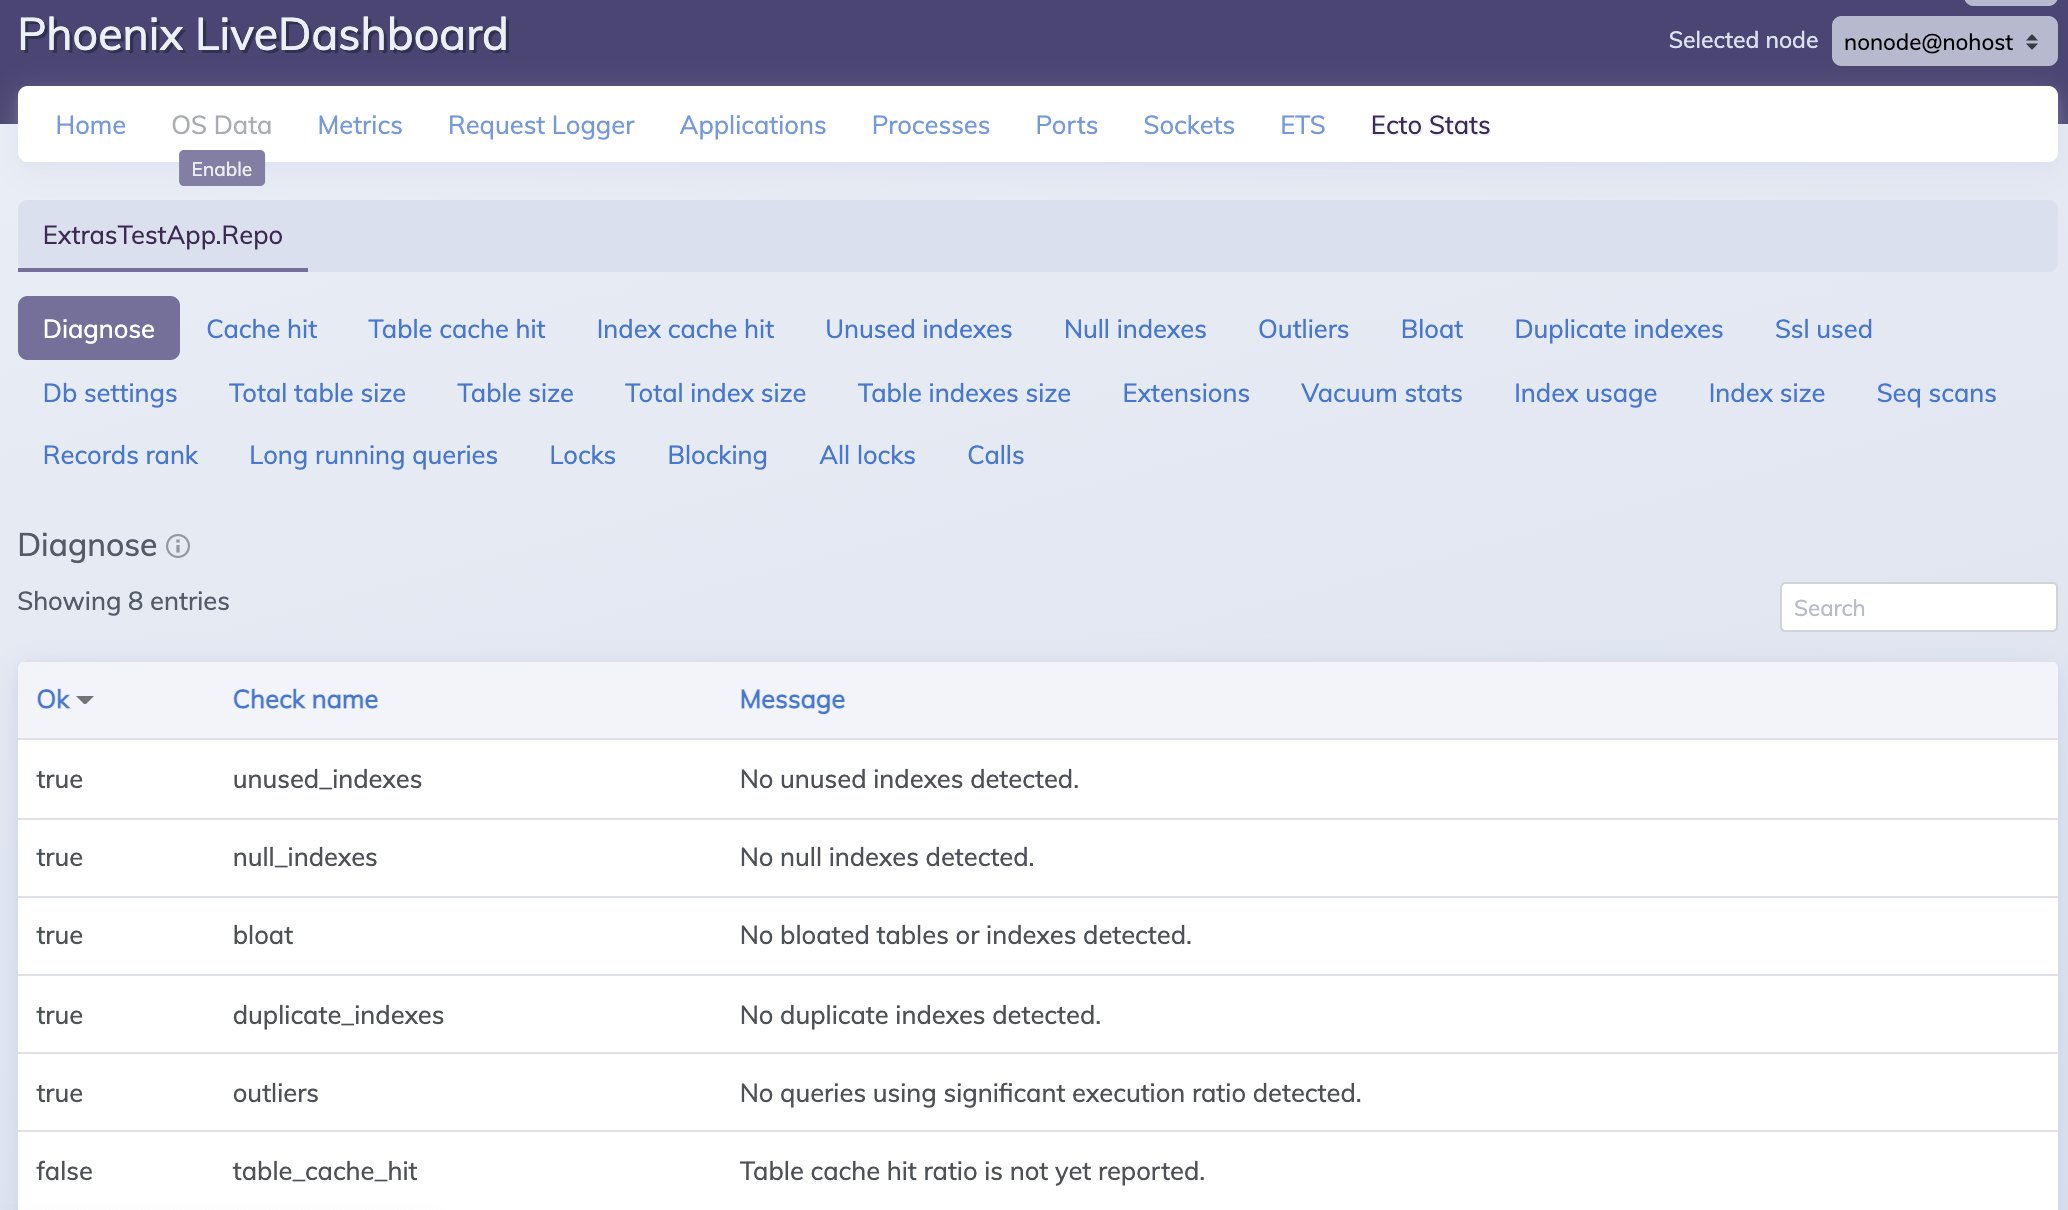 Phoenix LiveDashboard
Selected node nonode@nohost
Home OS Data Metrics Request Logger Applications Processes Ports Sockets ETS Ecto Stats
Enable
ExtrasTestApp.Repo
Diagnose Cache hit Table cache hit Index cache hit Unused indexes Null indexes Outliers Bloat Duplicate indexes Ssl used
Db settings Total table size Table size Total index size Table indexes size Extensions Vacuum stats Index usage Index size Seq scans
Records rank Long running queries Locks Blocking All locks Calls
Diagnose
Showing 8 entries
Search
Ok Check name Message
true unused_indexes No unused indexes detected.
true null_indexes No null indexes detected.
true bloat No bloated tables or indexes detected.
true duplicate_indexes No duplicate indexes detected.
true outliers No queries using significant execution ratio detected.
false table_cache_hit Table cache hit ratio is not yet reported.